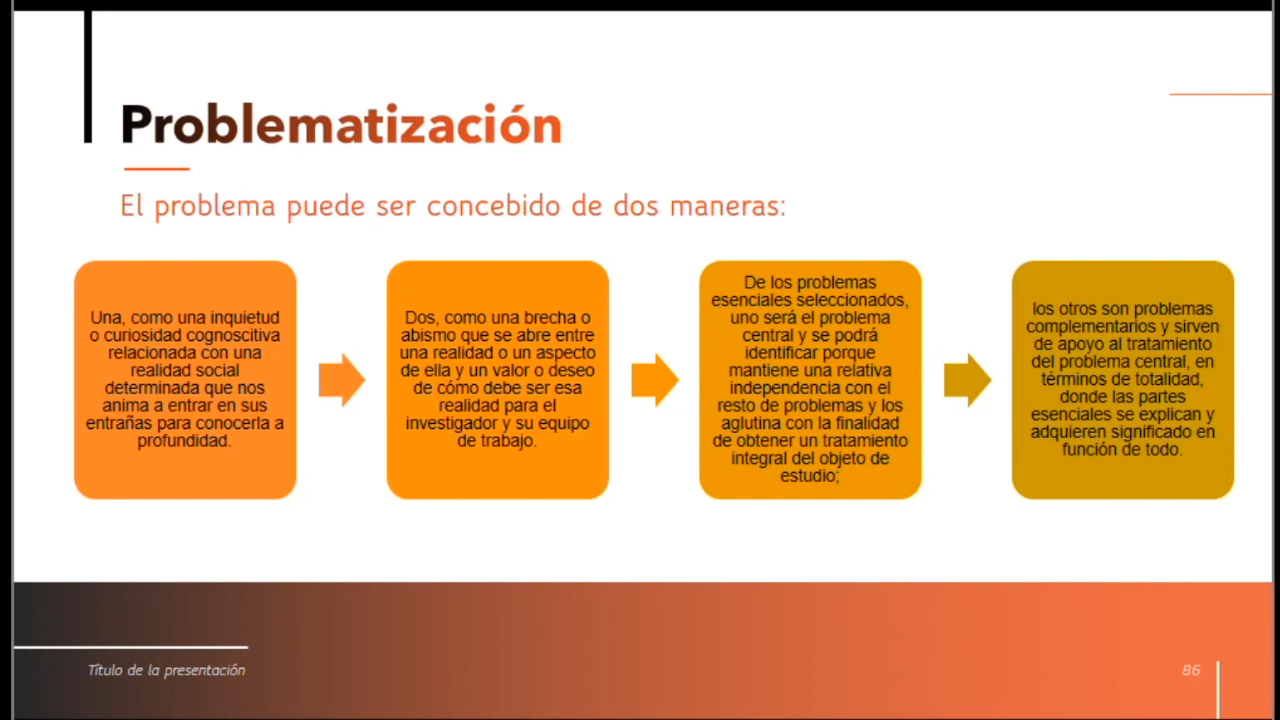 Problematización
El problema puede ser concebido de dos maneras:
Una, como una inquietud
o curiosidad cognoscitiva
relacionada con una
realidad social
determinada que nos
anima a entrar en sus
entrañas para conocerla a
profundidad.
Dos, como una brecha o
abismo que se abre entre
una realidad o un aspecto
de ella y un valor o deseo
de cómo debe ser esa
realidad para el
investigador y su equipo
de trabajo.
De los problemas
esenciales seleccionados,
uno será el problema
central y se podrá
identificar porque
mantiene una relativa
independencia con el
resto de problemas y los
aglutina con la finalidad
de obtener un tratamiento
integral del objeto de
estudio;
los otros son problemas
complementarios y sirven
de apoyo al tratamiento
del problema central, en
términos de totalidad,
donde las partes
esenciales se explican y
adquieren significado en
función de todo.
Título de la presentación
86